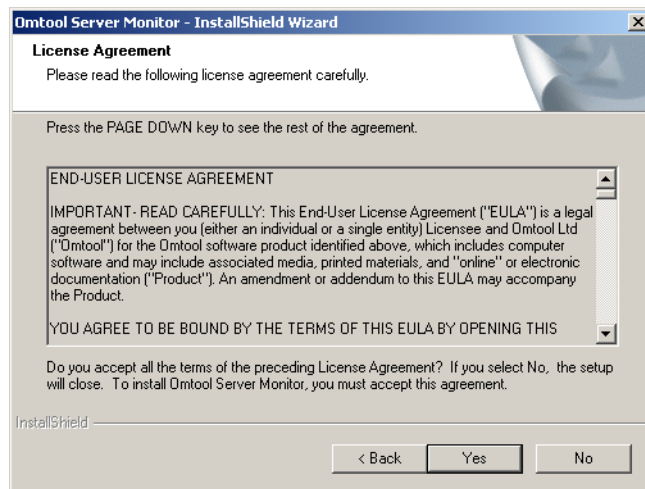 Omtool Server Monitor - InstallShield Wizard
License Agreement
Please read the following license agreement carefully.
Press the PAGE DOWN key to see the rest of the agreement.
END-USER LICENSE AGREEMENT
IMPORTANT- READ CAREFULLY: This End-User License Agreement ("EULA") is a legal
agreement between you (either an individual or a single entity) Licensee and Omtool Ltd
("Omtool") for the Omtool software product identified above, which includes computer
software and may include associated media, printed materials, and "online" or electronic
documentation ("Product"). An amendment or addendum to this EULA may accompany
the Product.
YOU AGREE TO BE BOUND BY THE TERMS OF THIS EULA BY OPENING THIS
Do you accept all the terms of the preceding License Agreement? If you select No, the setup
will close. To install Omtool Server Monitor, you must accept this agreement.
InstallShield
< Back
Yes
No